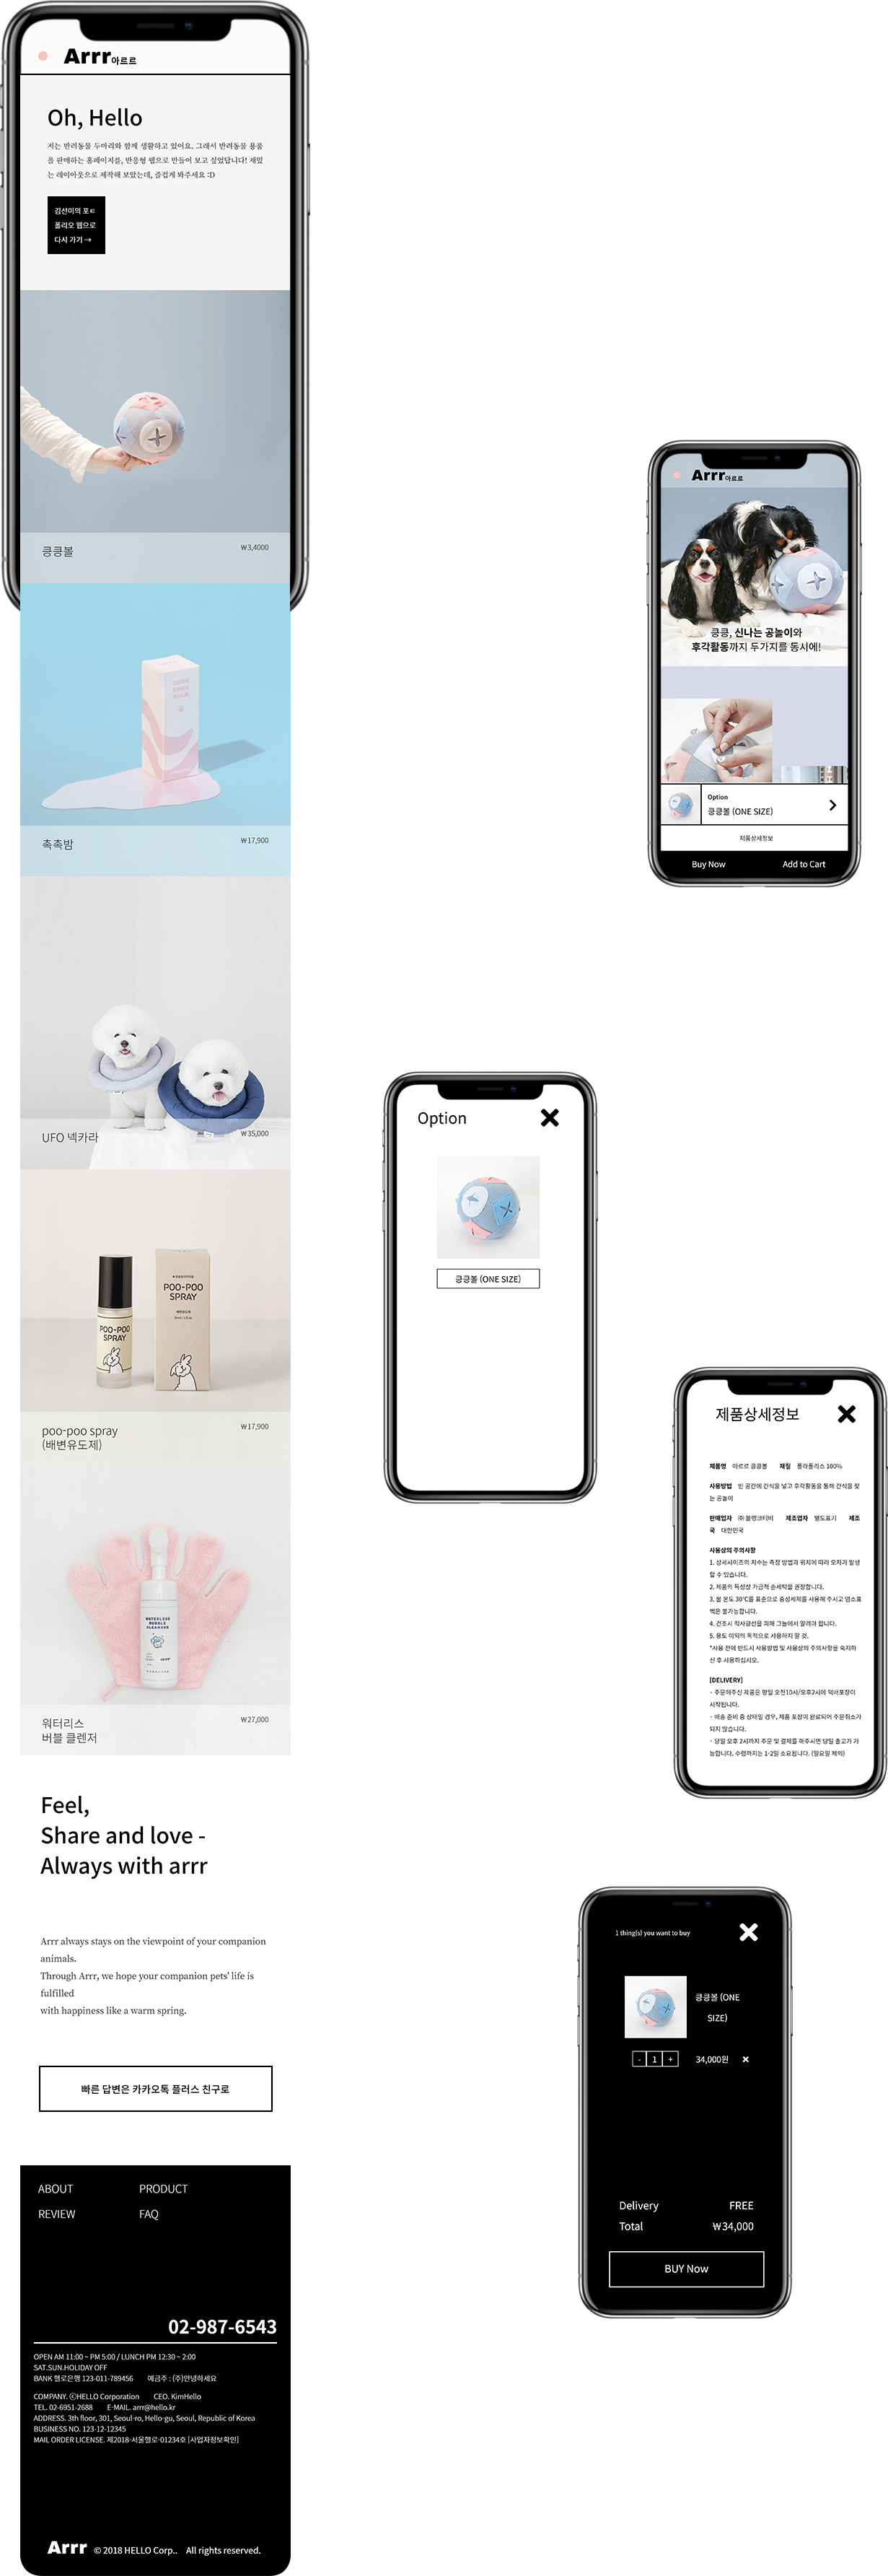 Arrr아르르
Oh, Hello
저는 반려동물 두마리와 함께 생활하고 있어요. 그래서 반려동물 용품
을 판매하는 홈페이지를, 반응형 웹으로 만들어 보고 싶었답니다! 재밌
는 레이아웃으로 제작해 보았는데, 즐겁게 봐주세요 :D
김선미의 포트
폴리오 웹으로
다시 가기 →
킁킁볼
₩3,4000
CHOK
CHOK
BALM
촉촉밤
₩17,900
UFO 넥카라
₩35,000
POO-POO
SPRAY
POO-POO
SPRAY
배변유도제
poo-poo spray
(배변유도제)
₩17,900
WATERLESS
BUBBLE
CLEANSER
워터리스
버블 클렌저
₩27,000
Feel,
Share and love -
Always with arrr
Arrr always stays on the viewpoint of your companion
animals.
Through Arrr, we hope your companion pets' life is
fulfilled
with happiness like a warm spring.
빠른 답변은 카카오톡 플러스 친구로
ABOUT
PRODUCT
REVIEW
FAQ
02-987-6543
OPEN AM 11:00 ~ PM 5:00 / LUNCH PM 12:30 ~ 2:00
SAT.SUN.HOLIDAY OFF
BANK 헬로은행 123-011-789456 예금주 : (주)안녕하세요
COMPANY. ⓒHELLO Corporation CEO. KimHello
TEL. 02-6951-2688 E-MAIL. arrr@hello.kr
ADDRESS. 3th floor, 301, Seoul-ro, Hello-gu, Seoul, Republic of Korea
BUSINESS NO. 123-12-12345
MAIL ORDER LICENSE. 제2018-서울헬로-01234호 [사업자정보확인]
Arrr © 2018 HELLO Corp.. All rights reserved.
Arrr아르르
킁킁, 신나는 공놀이와
후각활동까지 두가지를 동시에!
Option
킁킁볼 (ONE SIZE)
제품상세정보
Buy Now
Add to Cart
Option
킁킁볼 (ONE SIZE)
제품상세정보
제품명 아르르 킁킁볼 재질 폴라폴리스 100%
사용방법 빈 공간에 간식을 넣고 후각활동을 통해 간식을 찾
는 공놀이
판매업자 ㈜ 블랭크티비 제조업자 별도표기 제조
국 대한민국
사용상의 주의사항
1. 상세사이즈의 치수는 측정 방법과 위치에 따라 오차가 발생
할 수 있습니다.
2. 제품의 특성상 가급적 손세탁을 권장합니다.
3. 물 온도 30°C를 표준으로 중성세제를 사용해 주시고 염소표
백은 불가능합니다.
4. 건조시 직사광선을 피해 그늘에서 말려야 합니다.
5. 용도 이외의 목적으로 사용하지 말 것.
*사용 전에 반드시 사용방법 및 사용상의 주의사항을 숙지하
신 후 사용하십시오.
[DELIVERY]
- 주문해주신 제품은 평일 오전10시/오후2시에 택배포장이
시작됩니다.
- 배송 준비 중 상태일 경우, 제품 포장이 완료되어 주문취소가
되지 않습니다.
- 당일 오후 2시까지 주문 및 결제를 해주시면 당일 출고가 가
능합니다. 수령까지는 1-2일 소요됩니다. (일요일 제외)
1 thing(s) you want to buy
킁킁볼 (ONE
SIZE)
- 1 +
34,000원
Delivery
FREE
Total
₩34,000
BUY Now